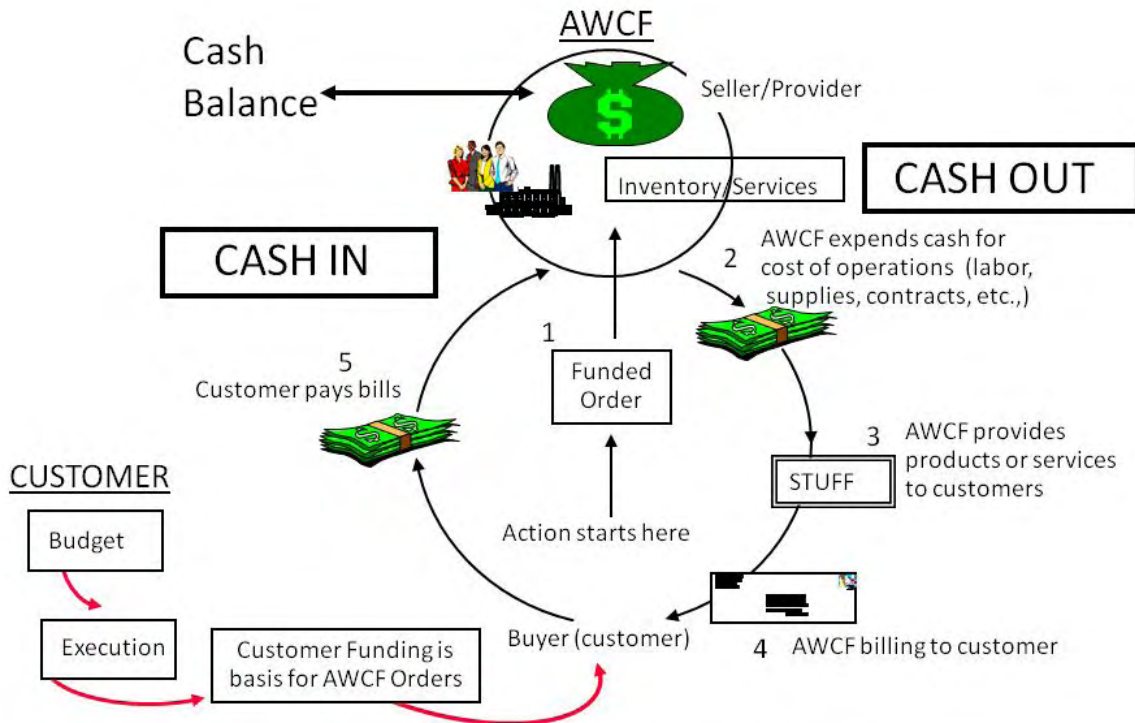 AWCF
Cash
Balance
Seller/Provider
$
Inventory/Services
CASH OUT
CASH IN
2
AWCF expends cash for
cost of operations (labor,
supplies, contracts, etc.,)
1
Funded
Order
5
Customer pays bills
3
AWCF provides
products or services
to customers
STUFF
CUSTOMER
Budget
Action starts here
Execution
Customer Funding is
basis for AWCF Orders
Buyer (customer)
4 AWCF billing to customer